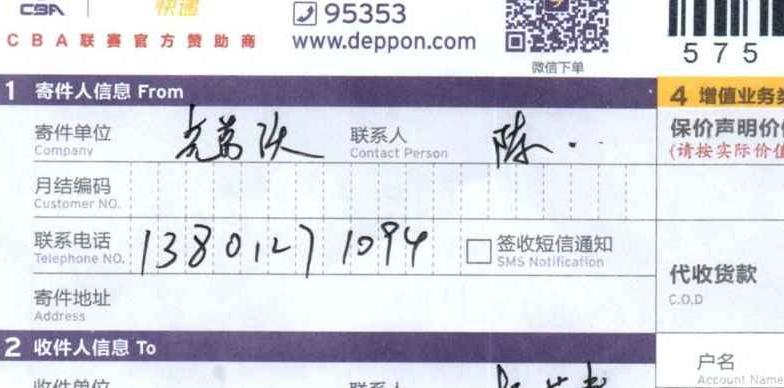 CBA 快递
CBA联赛官方赞助商
95353
www.deppon.com
微信下单
575
1 寄件人信息 From
4 增值业务
寄件单位
Company
联系人
Contact Person
陈.
保价声明价
(请按实际价值
月结编码
Customer NO.
联系电话
Telephone NO.
13801271094
签收短信通知
SMS Notification
代收货款
C.O.D
寄件地址
Address
2 收件人信息 To
收件单位
联系人
户名
Account Name